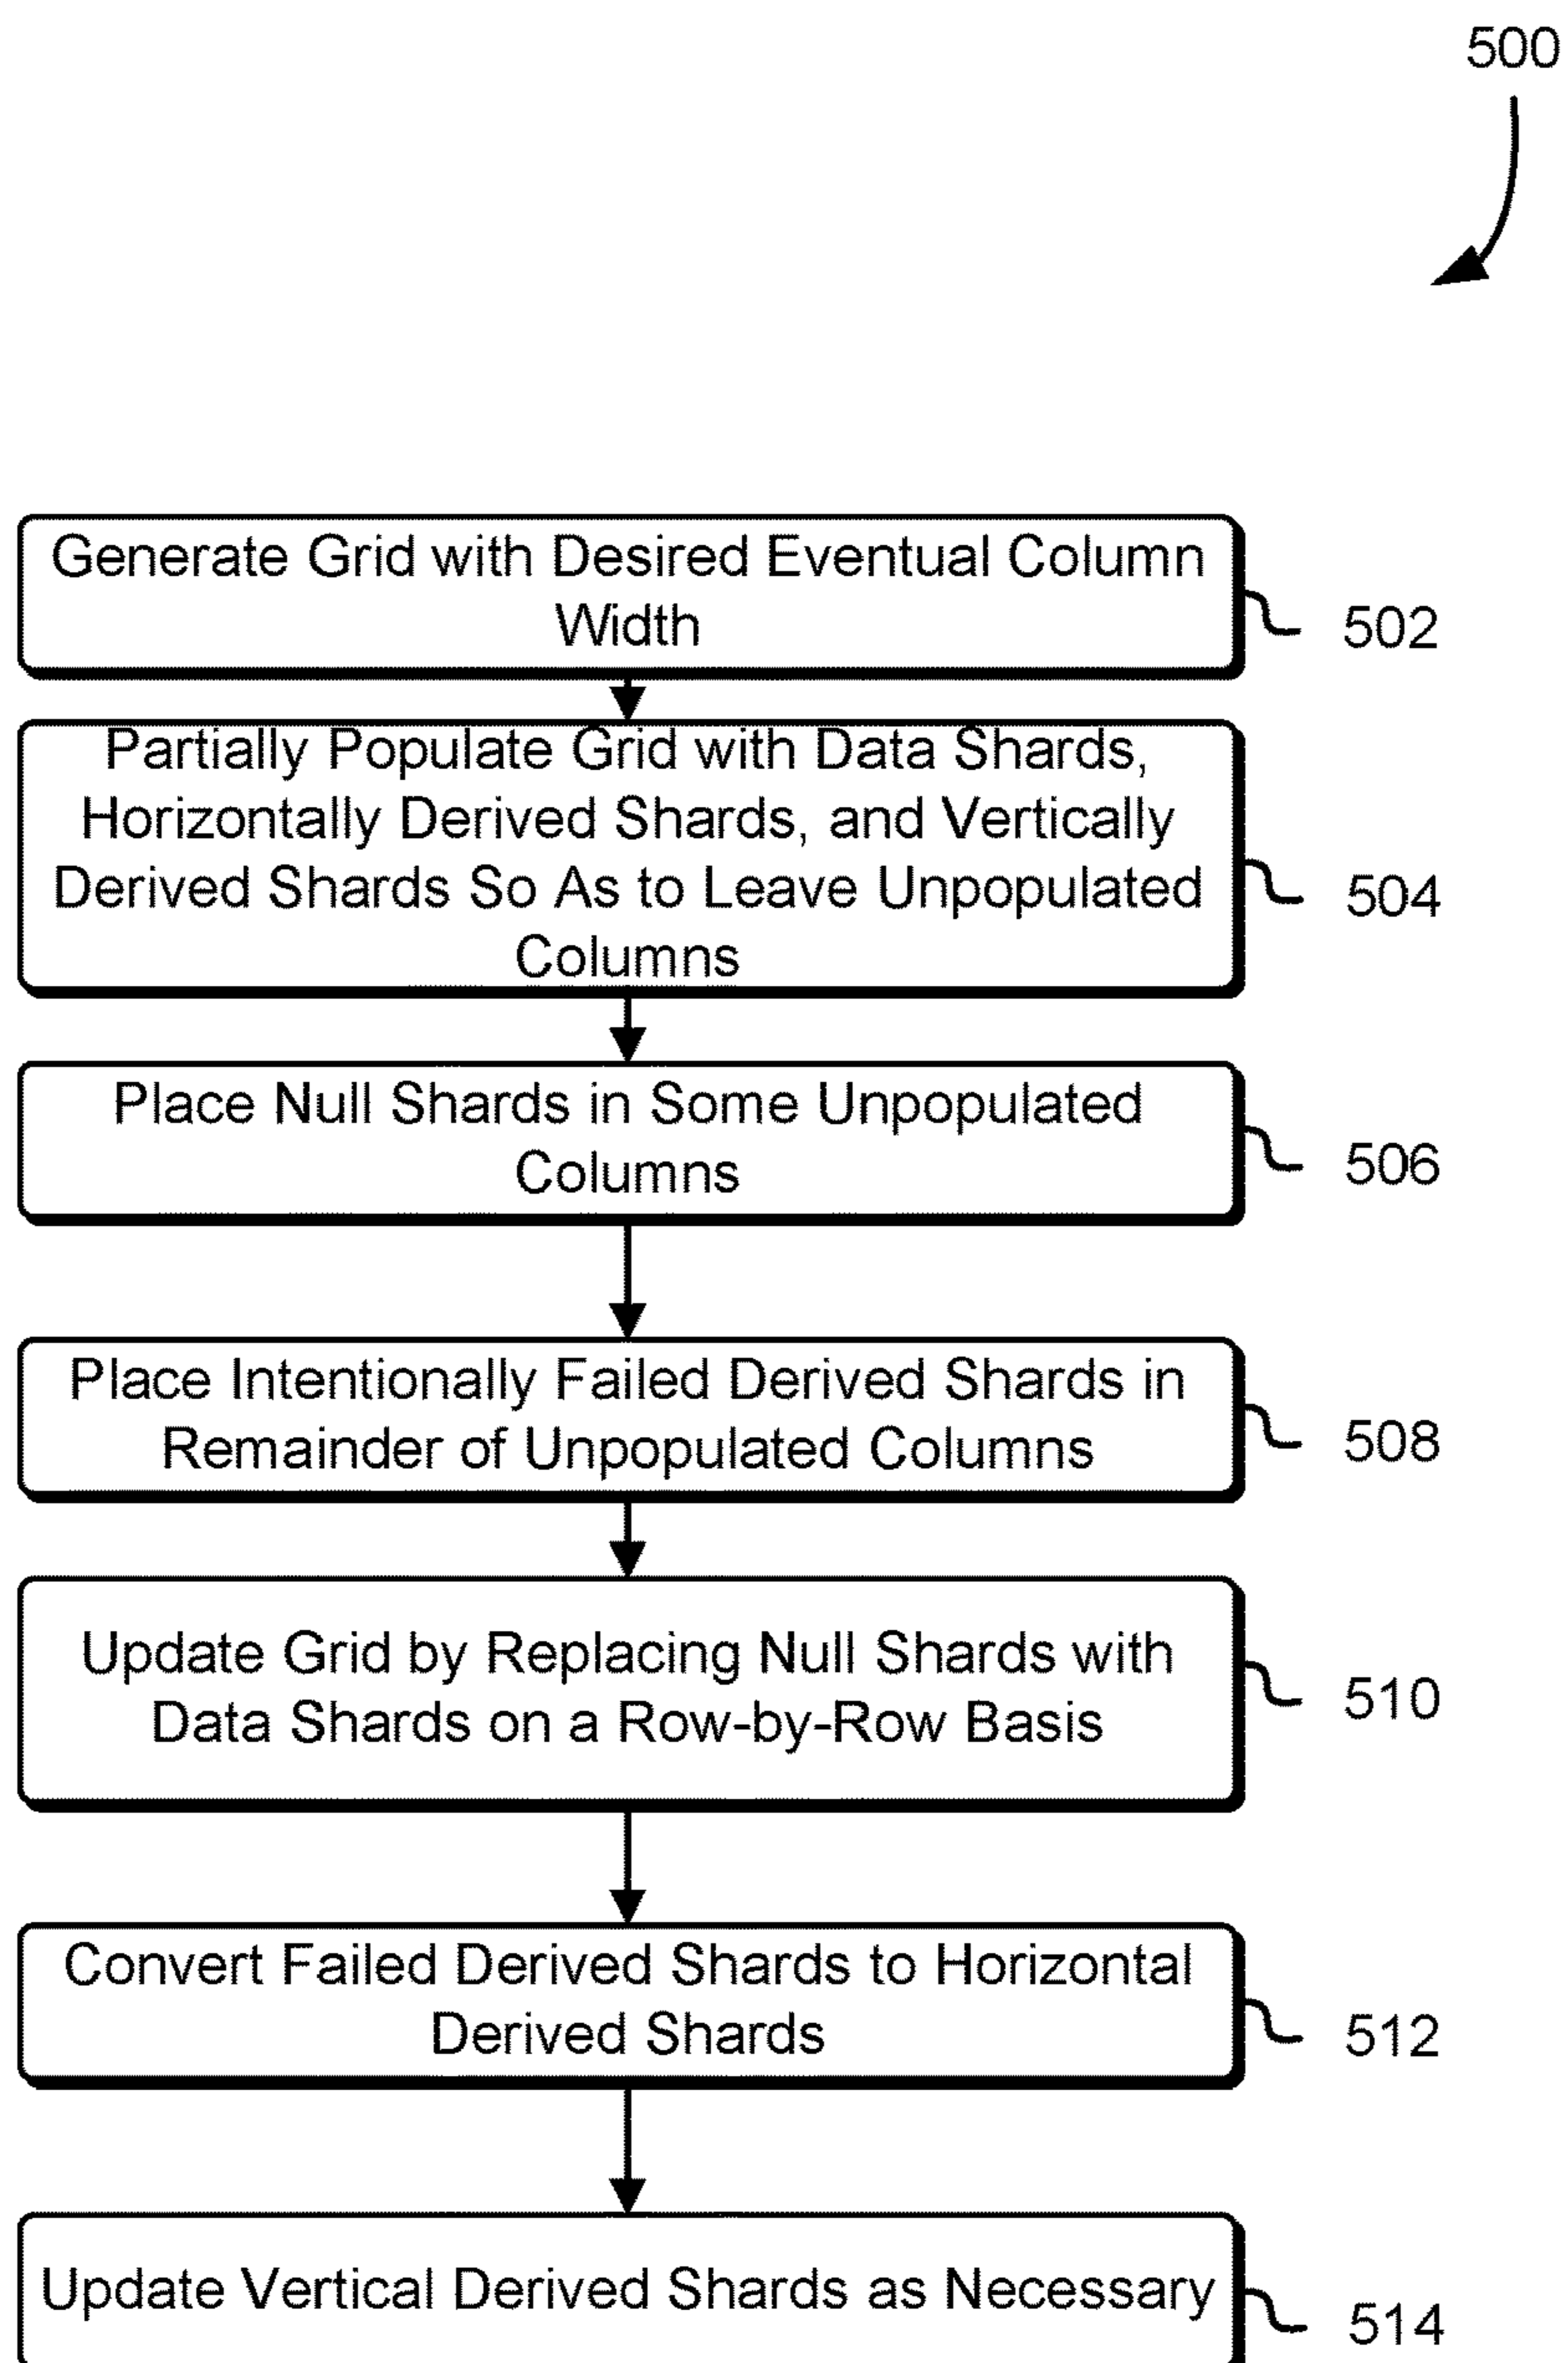 500
Generate Grid with Desired Eventual Column
Width
502
Partially Populate Grid with Data Shards,
Horizontally Derived Shards, and Vertically
Derived Shards So As to Leave Unpopulated
Columns
504
Place Null Shards in Some Unpopulated
Columns
506
Place Intentionally Failed Derived Shards in
Remainder of Unpopulated Columns
508
Update Grid by Replacing Null Shards with
Data Shards on a Row-by-Row Basis
510
Convert Failed Derived Shards to Horizontal
Derived Shards
512
Update Vertical Derived Shards as Necessary
514